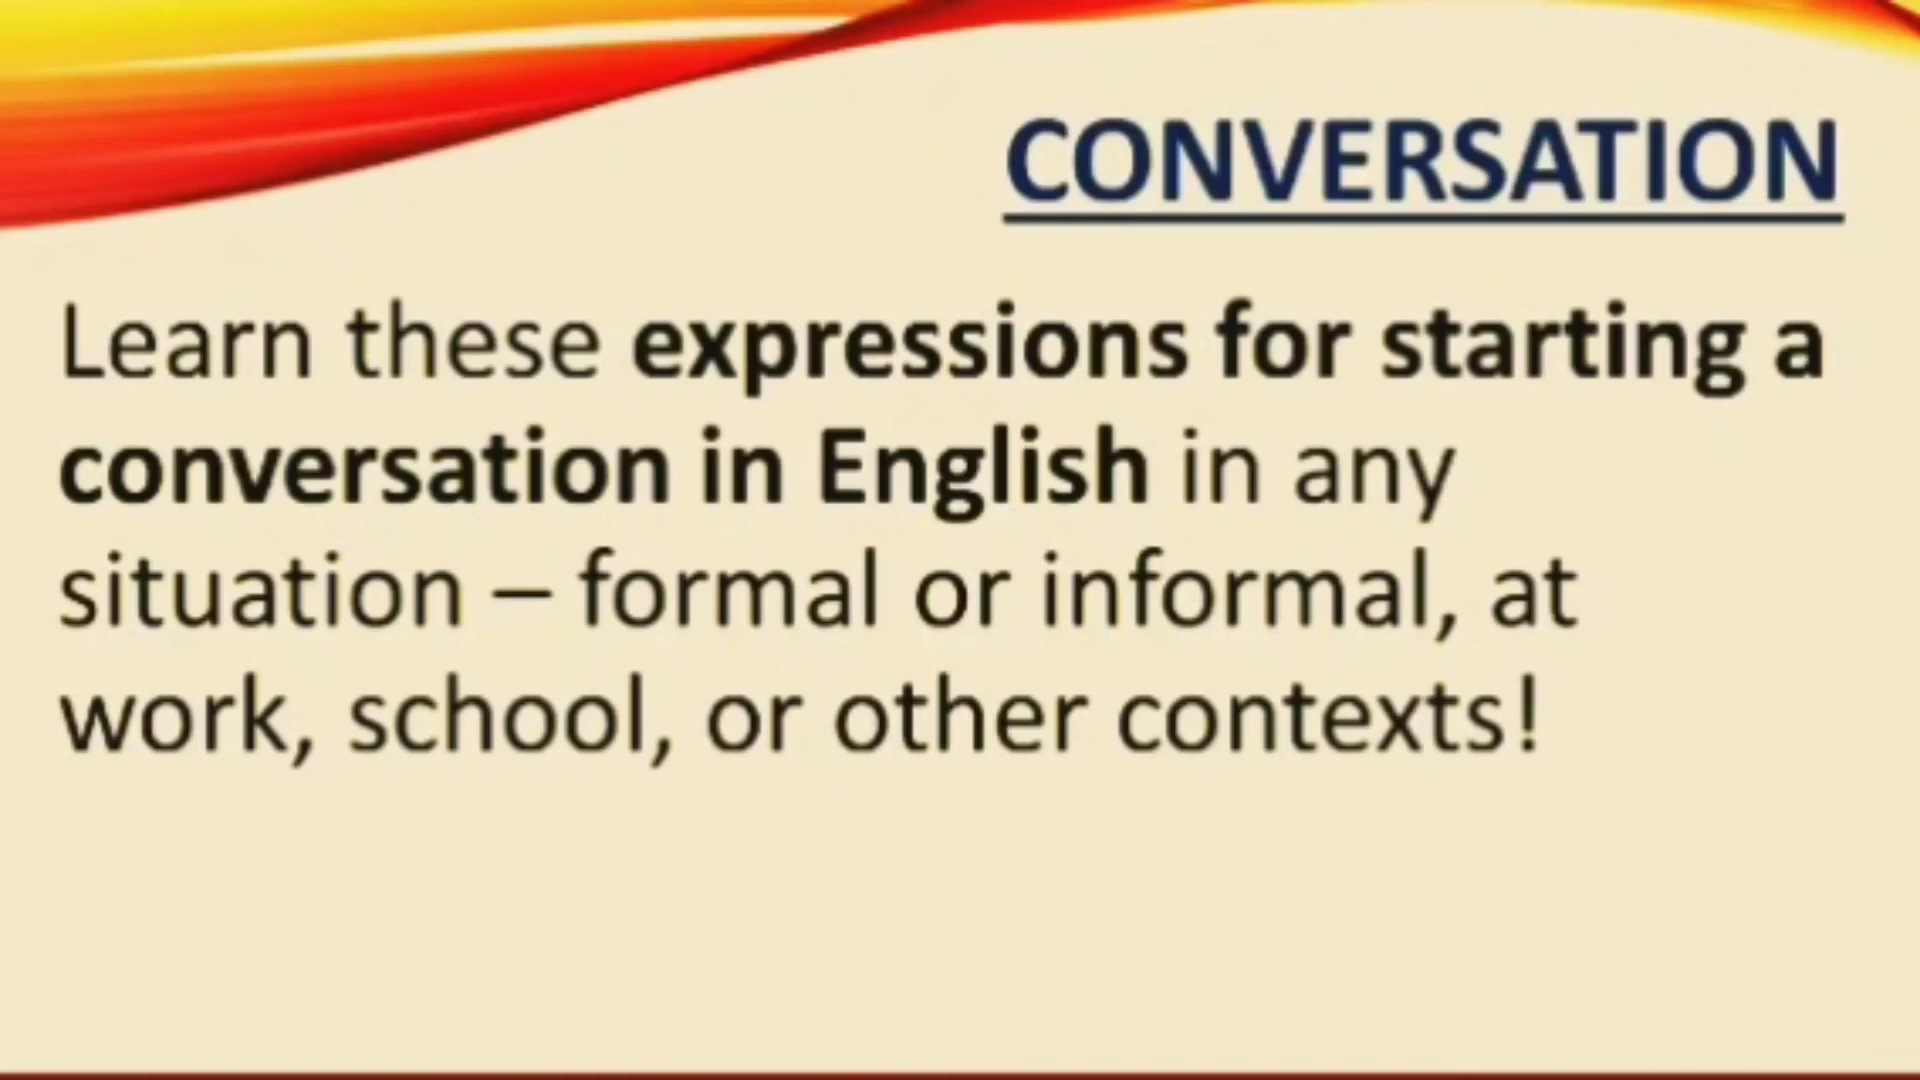 CONVERSATION
Learn these expressions for starting a
conversation in English in any
situation – formal or informal, at
work, school, or other contexts!